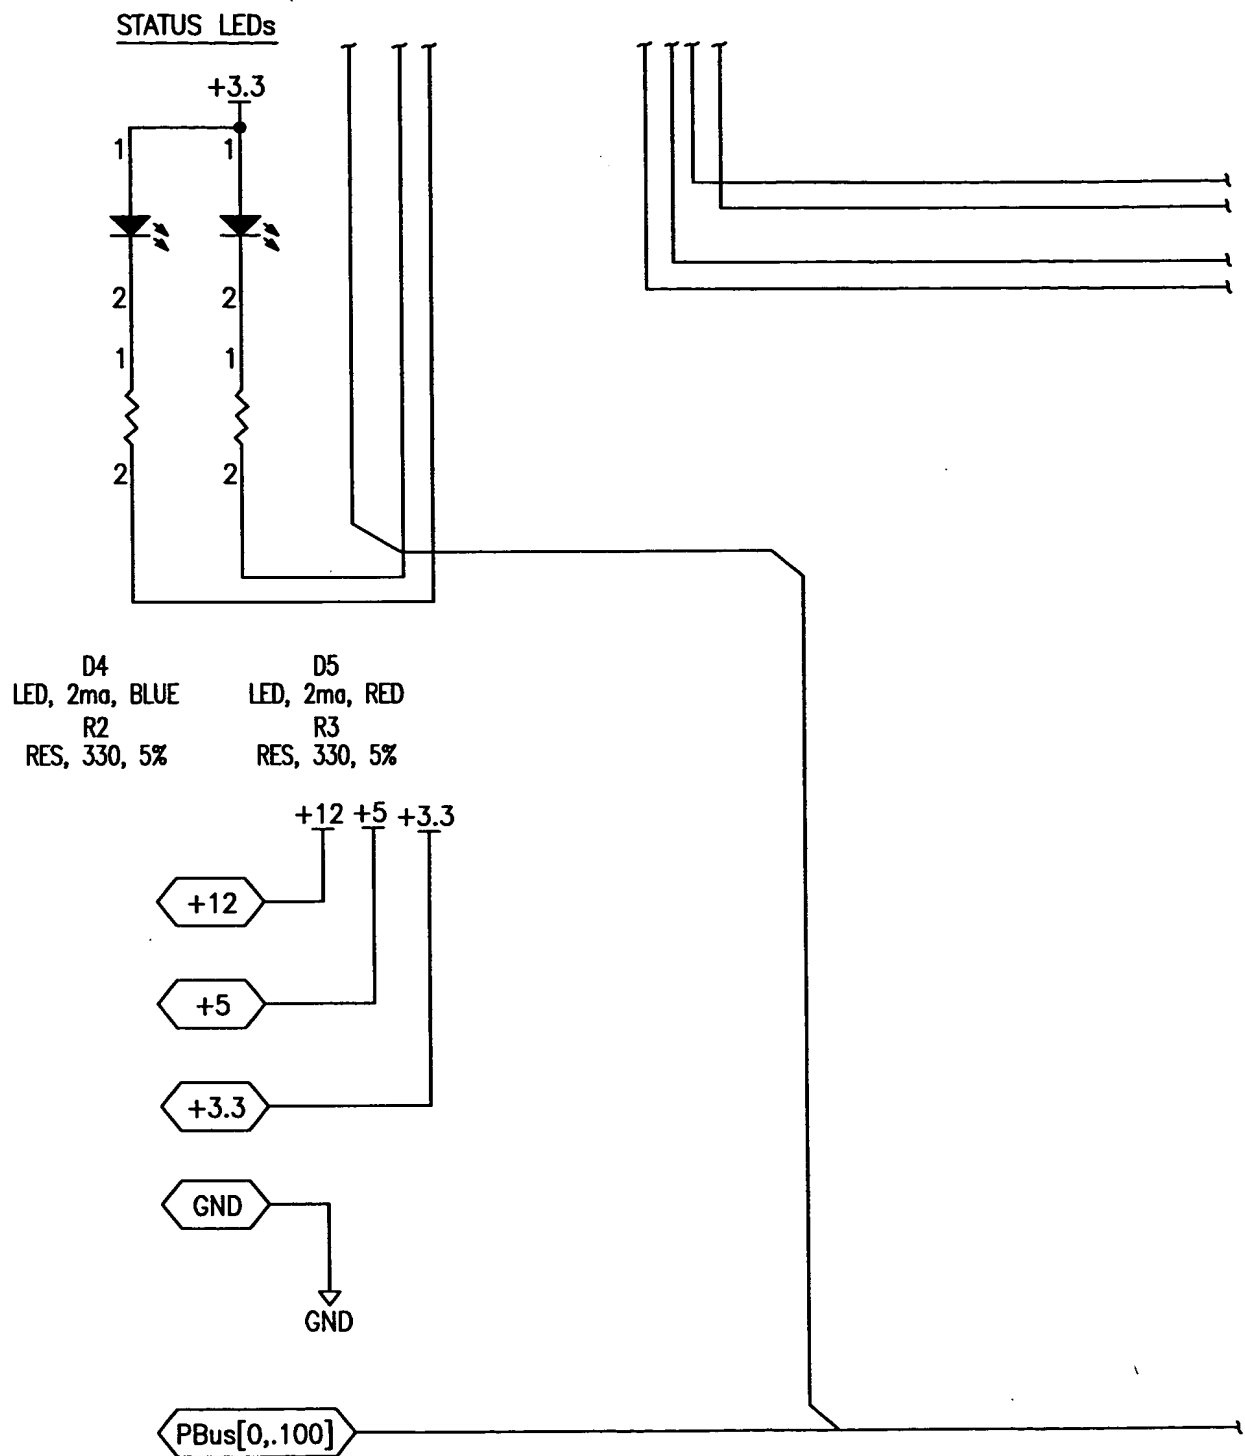 STATUS LEDs
+3.3
1 1
2 2
1 1
2 2
D4 D5
LED, 2ma, BLUE LED, 2ma, RED
R2 R3
RES, 330, 5% RES, 330, 5%
+12 +5 +3.3
+12
+5
+3.3
GND
GND
PBus[0,.100]